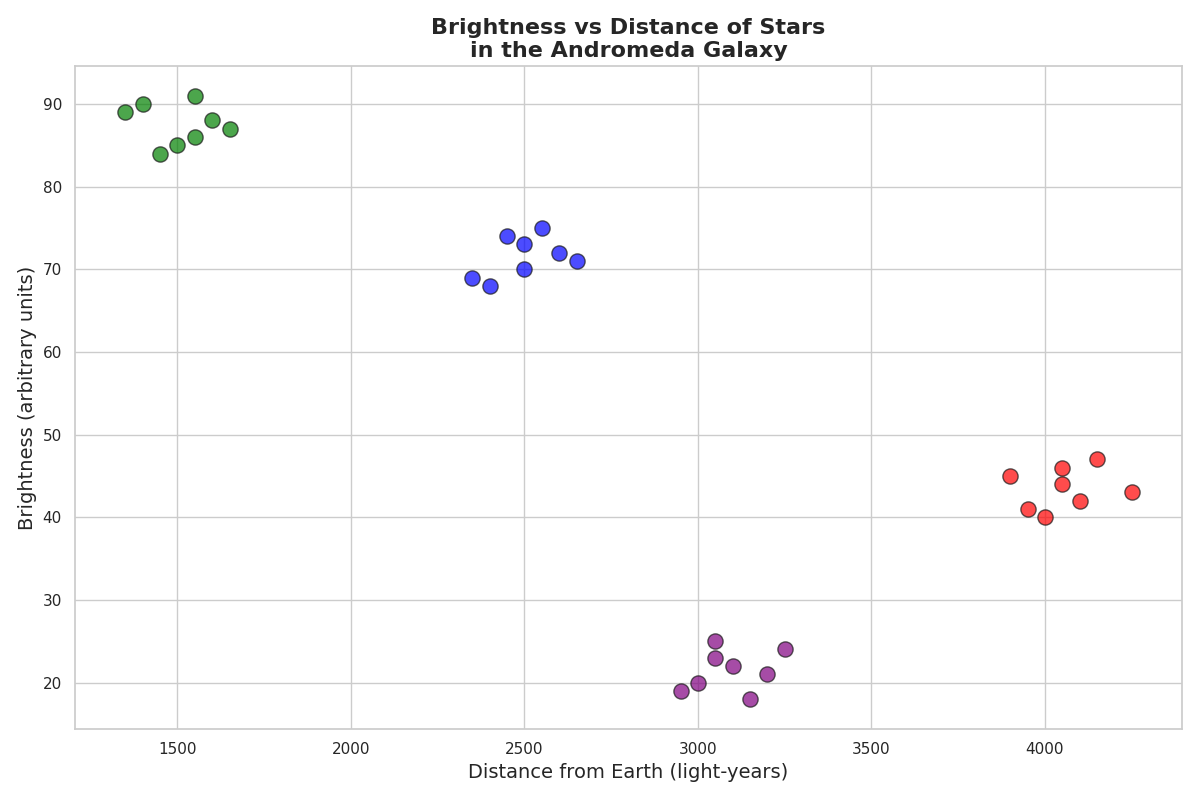 Brightness vs Distance of Stars
in the Andromeda Galaxy
Brightness (arbitrary units)
90
80
70
60
50
40
30
20
1500 2000 2500 3000 3500 4000
Distance from Earth (light-years)